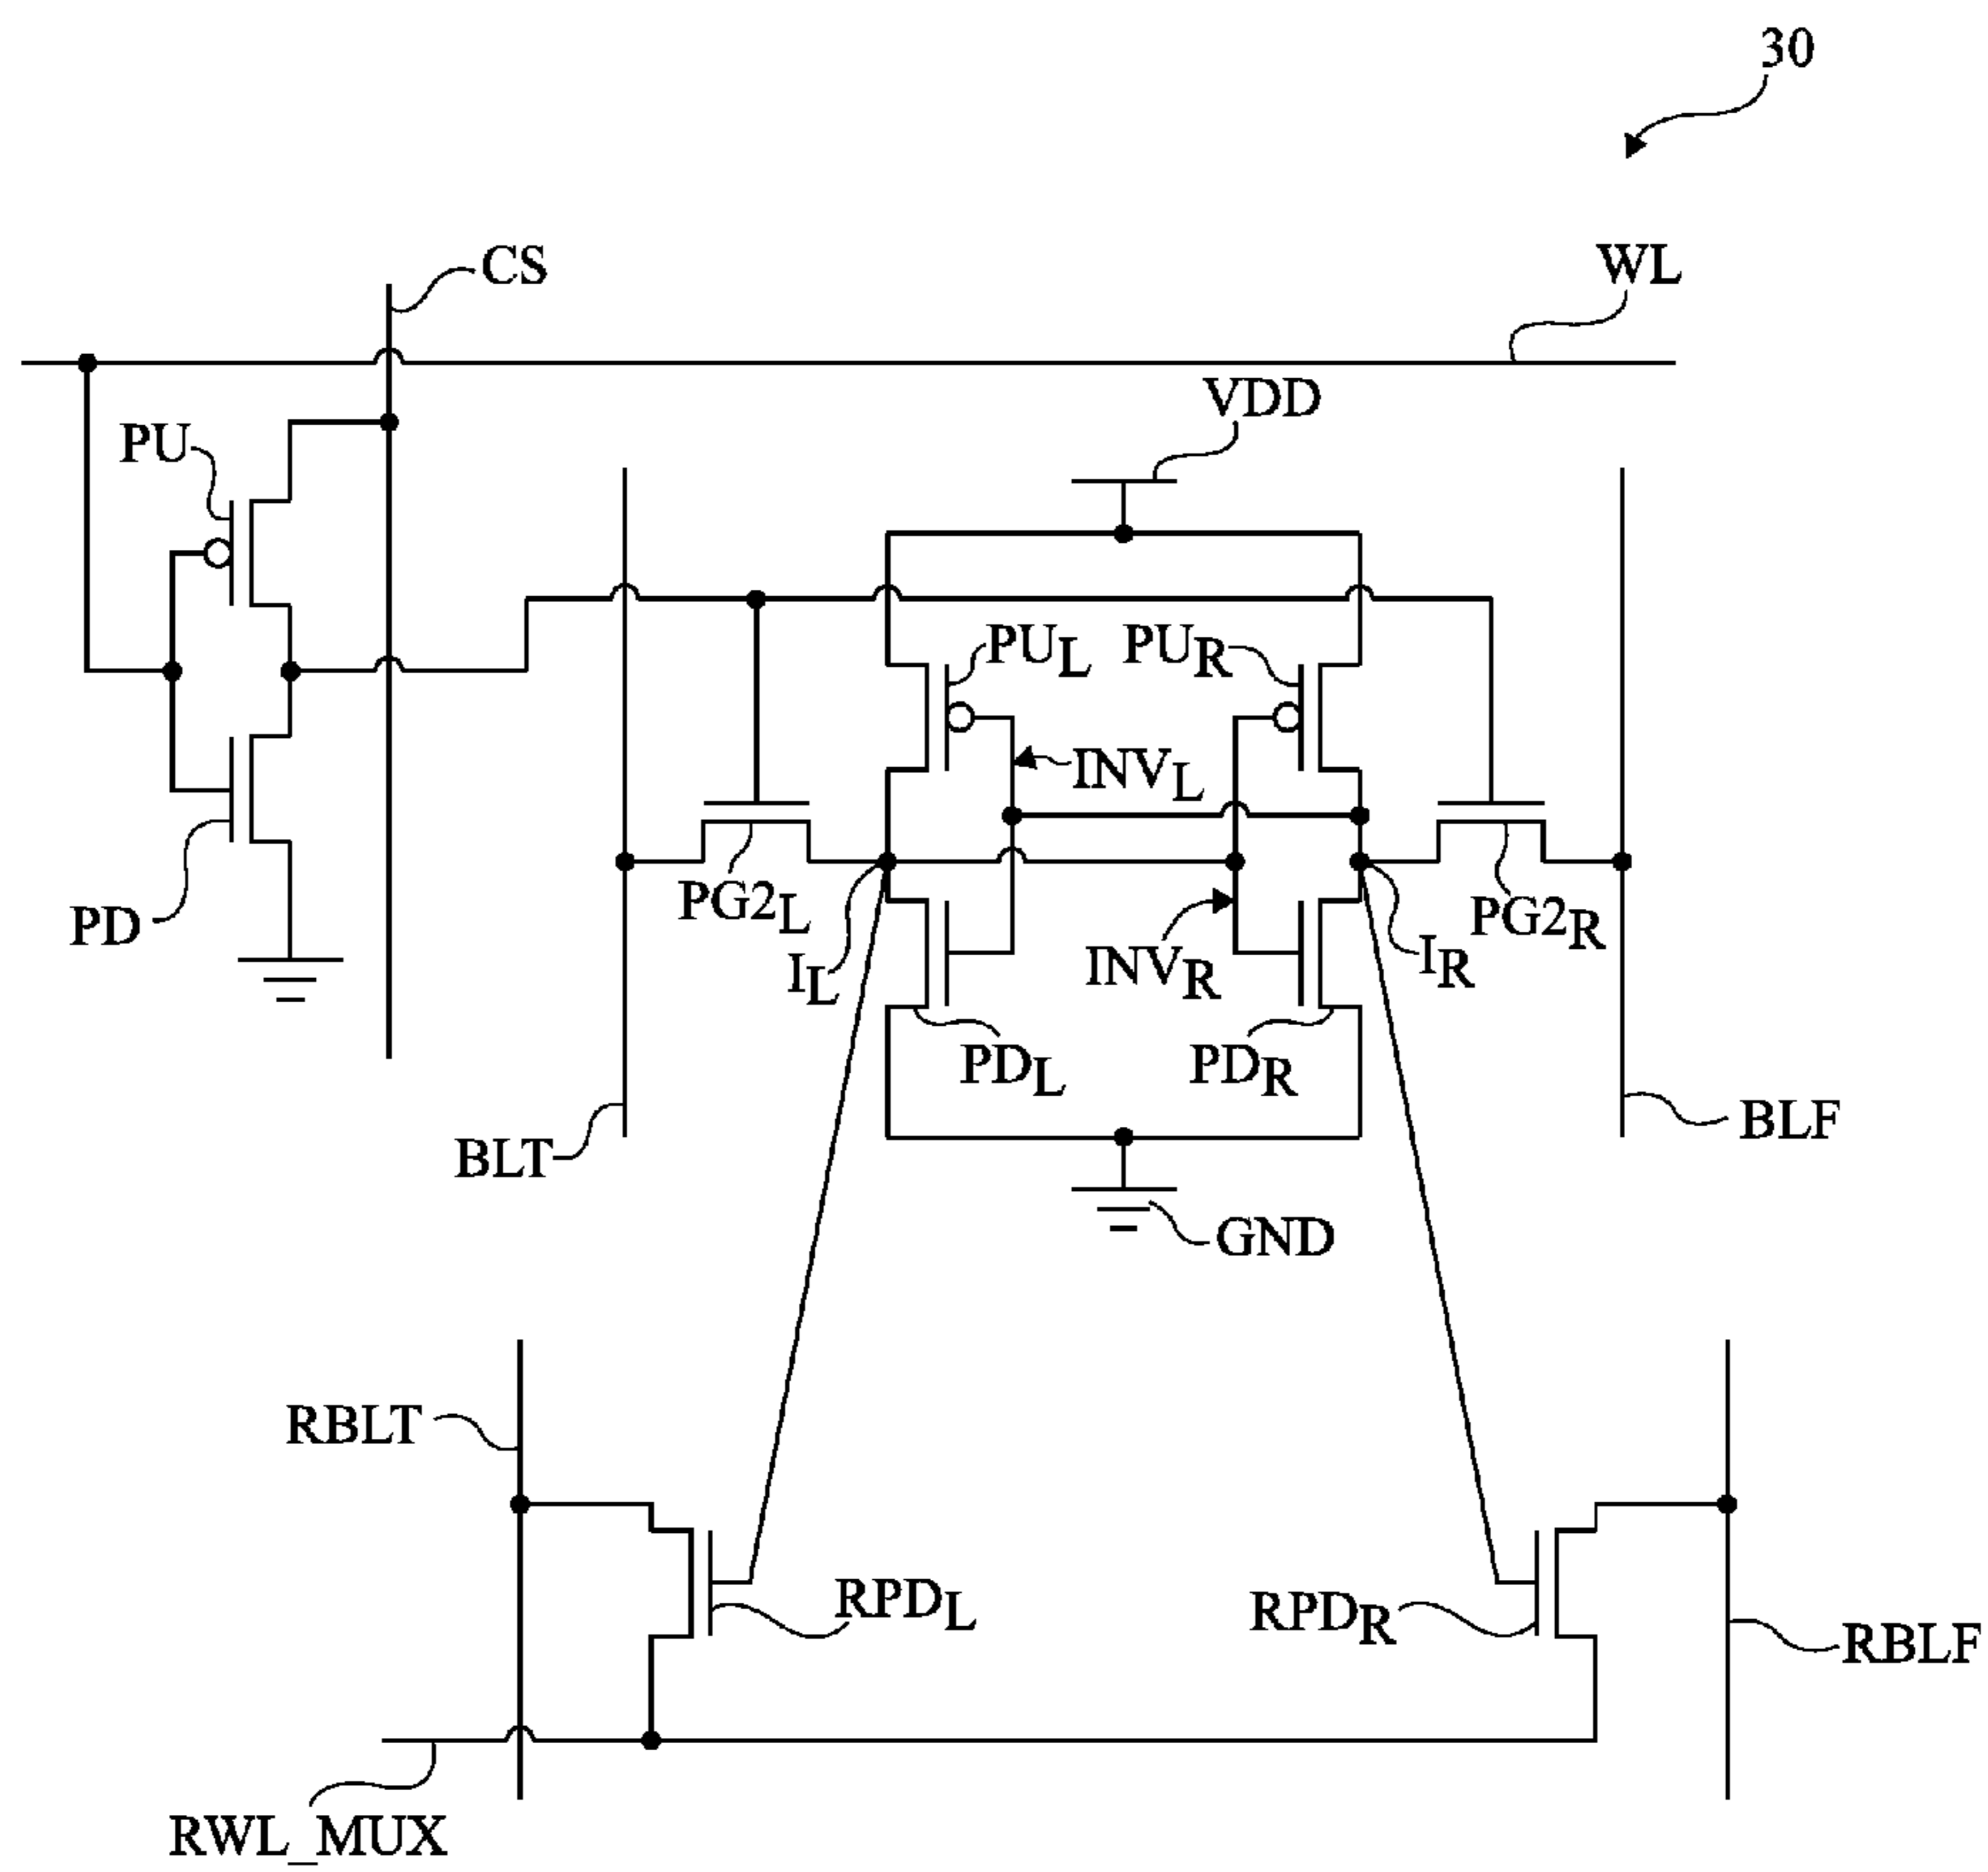 30
CS
WL
VDD
PU
PUL
PUR
INVL
PG2L
PG2R
PD
IL
INVR
IR
PDL
PDR
BLT
BLF
GND
RBLT
RPDL
RPDR
RBLF
RWL_MUX